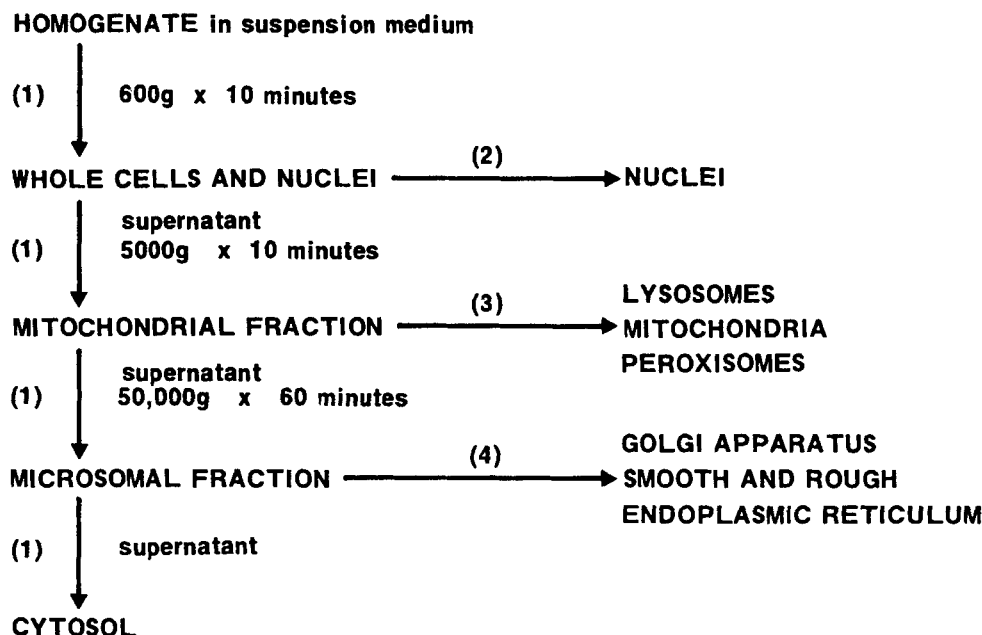 HOMOGENATE in suspension medium
(1) 600g x 10 minutes
(2)
WHOLE CELLS AND NUCLEI NUCLEI
supernatant
(1) 5000g x 10 minutes
(3)
LYSOSOMES
MITOCHONDRIAL FRACTION MITOCHONDRIA
PEROXISOMES
supernatant
(1) 50,000g x 60 minutes
(4)
GOLGI APPARATUS
MICROSOMAL FRACTION SMOOTH AND ROUGH
ENDOPLASMIC RETICULUM
(1) supernatant
CYTOSOL